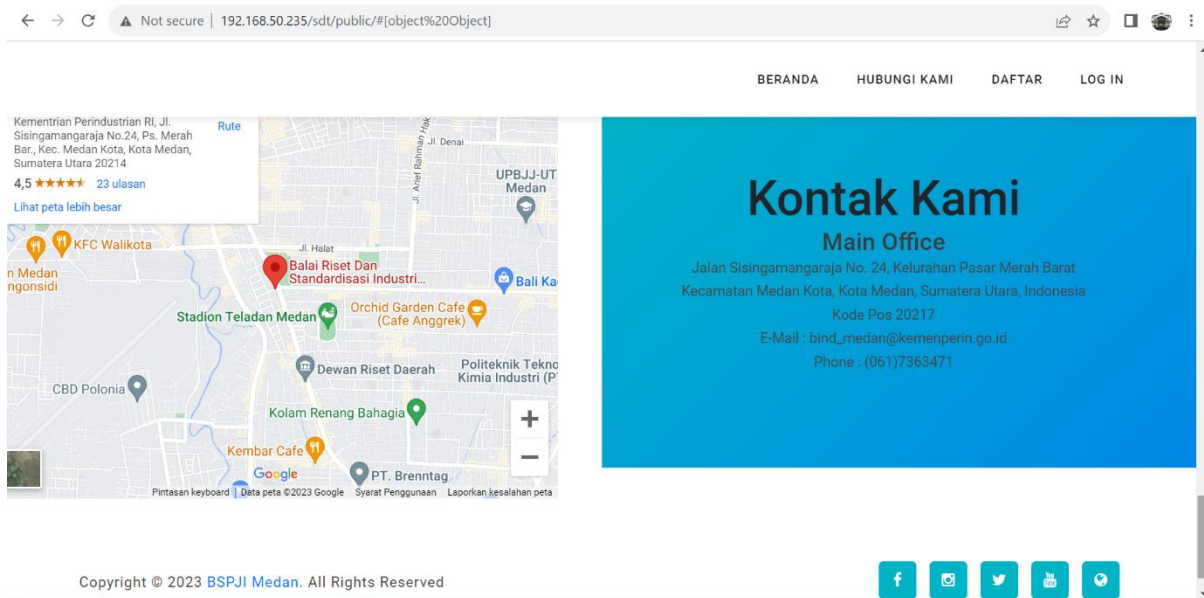 Not secure | 192.168.50.235/sdt/public/#[object%20Object]
BERANDA HUBUNGI KAMI DAFTAR LOG IN
Kementrian Perindustrian RI, Jl.
Sisingamangaraja No.24, Ps. Merah
Bar., Kec. Medan Kota, Kota Medan,
Sumatera Utara 20214
Rute
4,5
23 ulasan
Lihat peta lebih besar
Jl. Arief Rahman Hak
Jl. Denai
UPBJJ-UT
Medan
KFC Walikota
Jl. Halat
n Medan
ngonsidi
Balai Riset Dan
Standardisasi Industri...
Bali Ka
Stadion Teladan Medan
Orchid Garden Cafe
(Cafe Anggrek)
Dewan Riset Daerah
Politeknik Tekno
Kimia Industri (P
CBD Polonia
Kolam Renang Bahagia
+
Kembar Cafe
−
Google
PT. Brenntag
Pintasan keyboard Data peta ©2023 Google Syarat Penggunaan Laporkan kesalahan peta
Kontak Kami
Main Office
Jalan Sisingamangaraja No. 24, Kelurahan Pasar Merah Barat
Kecamatan Medan Kota, Kota Medan, Sumatera Utara, Indonesia
Kode Pos 20217
E-Mail : bind_medan@kemenperin.go.id
Phone : (061)7363471
Copyright © 2023 BSPJI Medan. All Rights Reserved